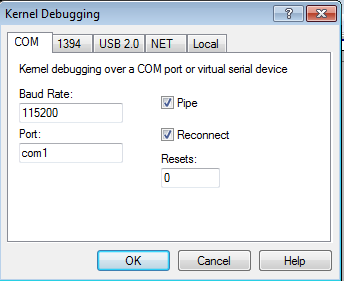 Kernel Debugging
COM 1394 USB 2.0 NET Local
Kernel debugging over a COM port or virtual serial device
Baud Rate:
115200
Pipe
Port:
com1
Reconnect
Resets:
0
OK Cancel Help